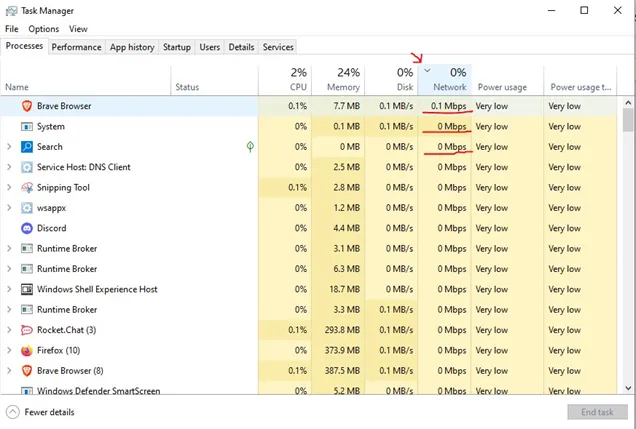 Task Manager
File Options View
Processes Performance App history Startup Users Details Services
2% 24% 0% 0%
Name Status CPU Memory Disk Network Power usage Power usage t...
Brave Browser 0.1% 7.7 MB 0.1 MB/s 0.1 Mbps Very low Very low
System 0% 0.1 MB 0.1 MB/s 0 Mbps Very low Very low
Search 0% 0 MB 0 MB/s 0 Mbps Very low Very low
Service Host: DNS Client 0% 2.5 MB 0 MB/s 0 Mbps Very low Very low
Snipping Tool 0.1% 2.8 MB 0 MB/s 0 Mbps Very low Very low
wsappx 0% 1.2 MB 0 MB/s 0 Mbps Very low Very low
Discord 0% 4.4 MB 0 MB/s 0 Mbps Very low Very low
Runtime Broker 0% 3.1 MB 0 MB/s 0 Mbps Very low Very low
Runtime Broker 0% 6.3 MB 0 MB/s 0 Mbps Very low Very low
Windows Shell Experience Host 0% 18.7 MB 0 MB/s 0 Mbps Very low Very low
Runtime Broker 0% 3.3 MB 0.1 MB/s 0 Mbps Very low Very low
Rocket.Chat (3) 0.1% 293.8 MB 0.1 MB/s 0 Mbps Very low Very low
Firefox (10) 0% 373.9 MB 0.1 MB/s 0 Mbps Very low Very low
Brave Browser (8) 0.1% 387.5 MB 0.1 MB/s 0 Mbps Very low Very low
Windows Defender SmartScreen 0% 5.2 MB 0 MB/s 0 Mbps Very low Very low
Fewer details End task